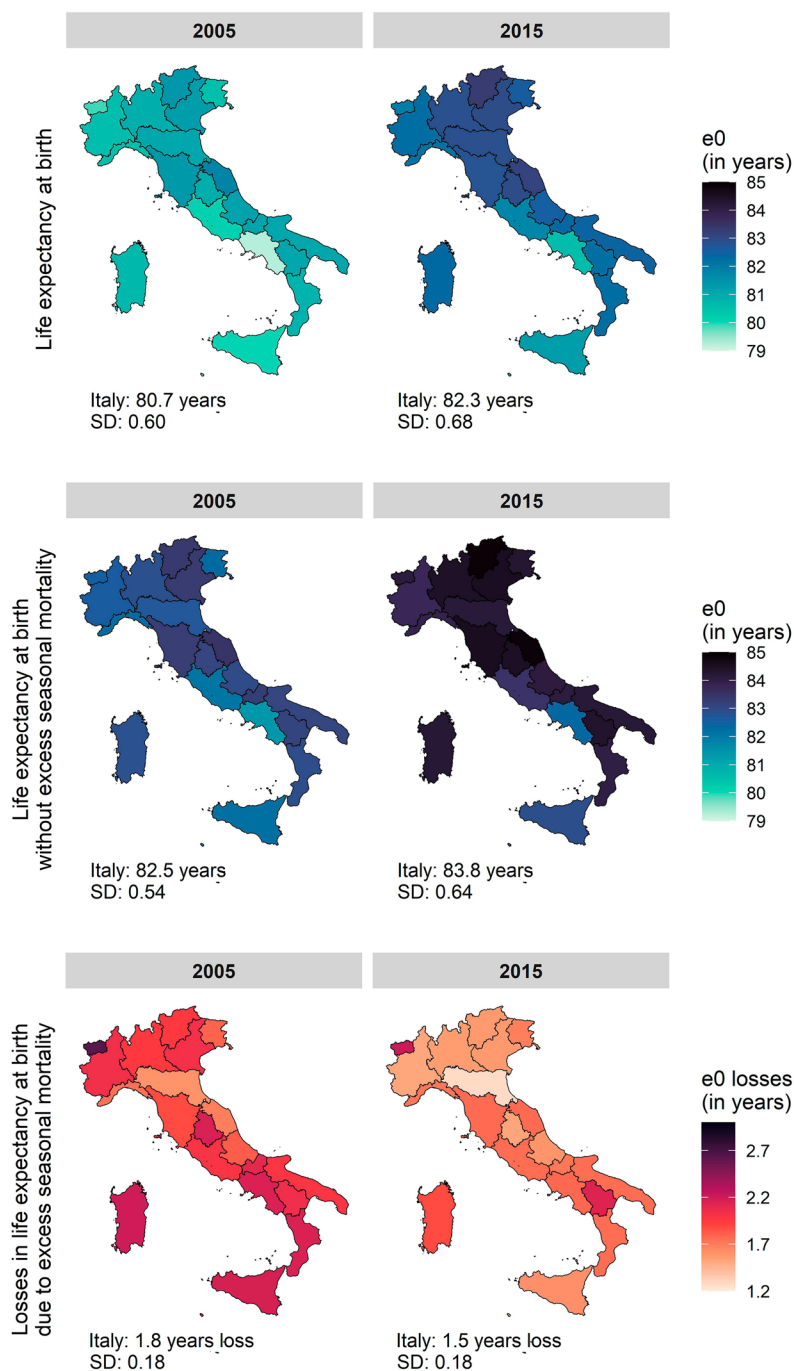 2005
2015
Life expectancy at birth
e0
(in years)
85
84
83
82
81
80
79
Italy: 80.7 years
SD: 0.60
Italy: 82.3 years
SD: 0.68
2005
2015
Life expectancy at birth
without excess seasonal mortality
e0
(in years)
85
84
83
82
81
80
79
Italy: 82.5 years
SD: 0.54
Italy: 83.8 years
SD: 0.64
2005
2015
Losses in life expectancy at birth
due to excess seasonal mortality
e0 losses
(in years)
2.7
2.2
1.7
1.2
Italy: 1.8 years loss
SD: 0.18
Italy: 1.5 years loss
SD: 0.18